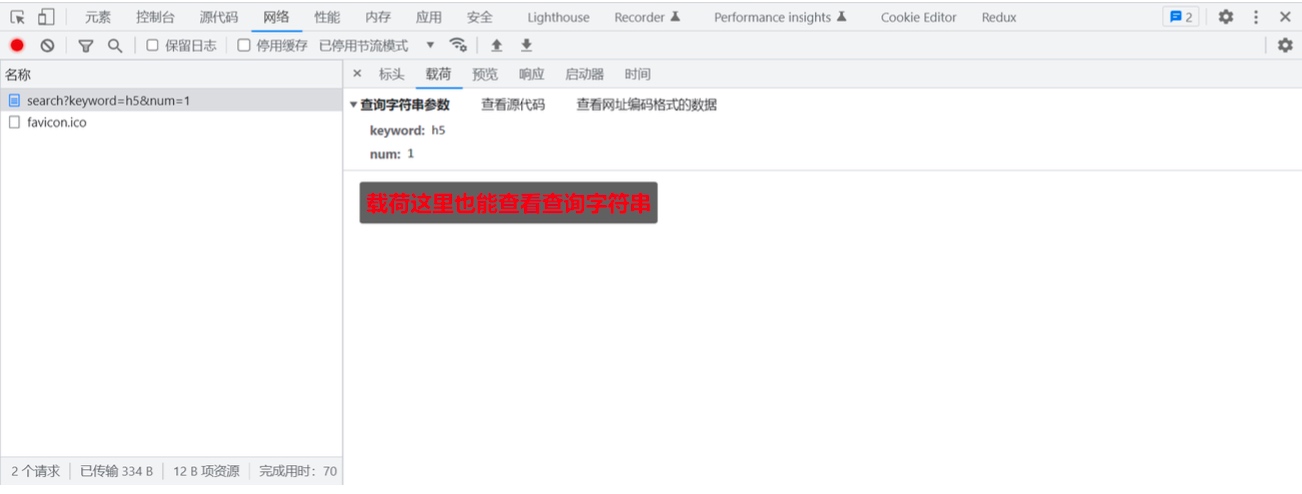 元素 控制台 源代码 网络 性能 内存 应用 安全 Lighthouse Recorder Performance insights Cookie Editor Redux 2
保留日志 停用缓存 已停用节流模式
名称
标头 载荷 预览 响应 启动器 时间
search?keyword=h5&num=1
favicon.ico
查询字符串参数 查看源代码 查看网址编码格式的数据
keyword: h5
num: 1
载荷这里也能查看查询字符串
2 个请求 已传输 334 B 12 B 项资源 完成用时：70